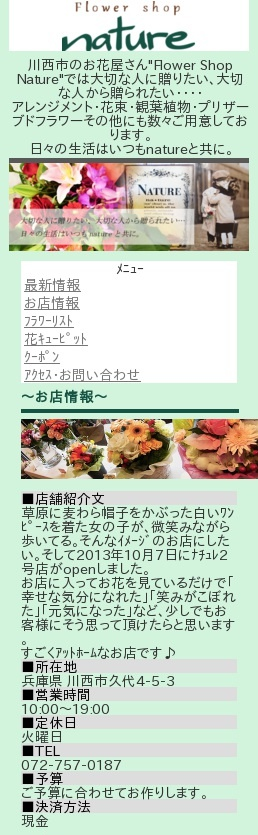 Flower shop
nature
川西市のお花屋さん"Flower Shop
Nature"では大切な人に贈りたい、大切
な人から贈られたい・・・・
アレンジメント・花束・観葉植物・プリザー
ブドフラワーその他にも数々ご用意してお
ります。
日々の生活はいつもnatureと共に。
大切な人に贈りたい、大切な人から贈られたい…
日々の生活はいつも nature と共に。
NATURE
ﾒﾆｭｰ
最新情報
お店情報
ﾌﾗﾜｰﾘｽﾄ
花ｷｭｰﾋﾟｯﾄ
ｸｰﾎﾟﾝ
ｱｸｾｽ・お問い合わせ
～お店情報～
■店舗紹介文
草原に麦わら帽子をかぶった白いﾜﾝ
ﾋﾟｰｽを着た女の子が、微笑みながら
歩いてる。そんなｲﾒｰｼﾞのお店にした
い。そして2013年10月7日にﾅﾁｭﾚ2
号店がopenしました。
お店に入ってお花を見ているだけで「
幸せな気分になれた」「笑みがこぼれ
た」「元気になった」など、少しでもお
客様にそう思って頂けたらと思います
。
すごくｱｯﾄﾎｰﾑなお店です♪
■所在地
兵庫県 川西市久代4-5-3
■営業時間
10:00～19:00
■定休日
火曜日
■TEL
072-757-0187
■予算
ご予算に合わせてお作りします。
■決済方法
現金